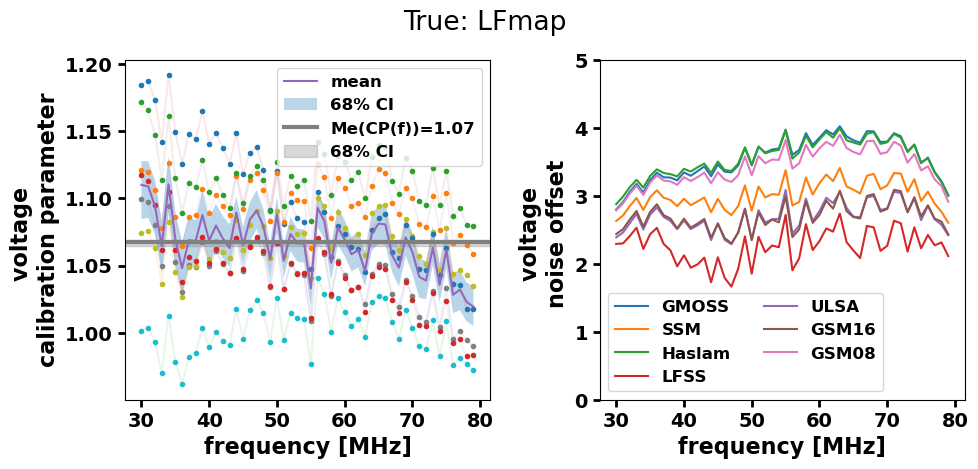 True: LFmap
voltage
calibration parameter
1.20
1.15
1.10
1.05
1.00
mean
68% CI
Me(CP(f))=1.07
68% CI
30 40 50 60 70 80
frequency [MHz]
voltage
noise offset
5
4
3
2
1
0
GMOSS
SSM
Haslam
LFSS
ULSA
GSM16
GSM08
30 40 50 60 70 80
frequency [MHz]